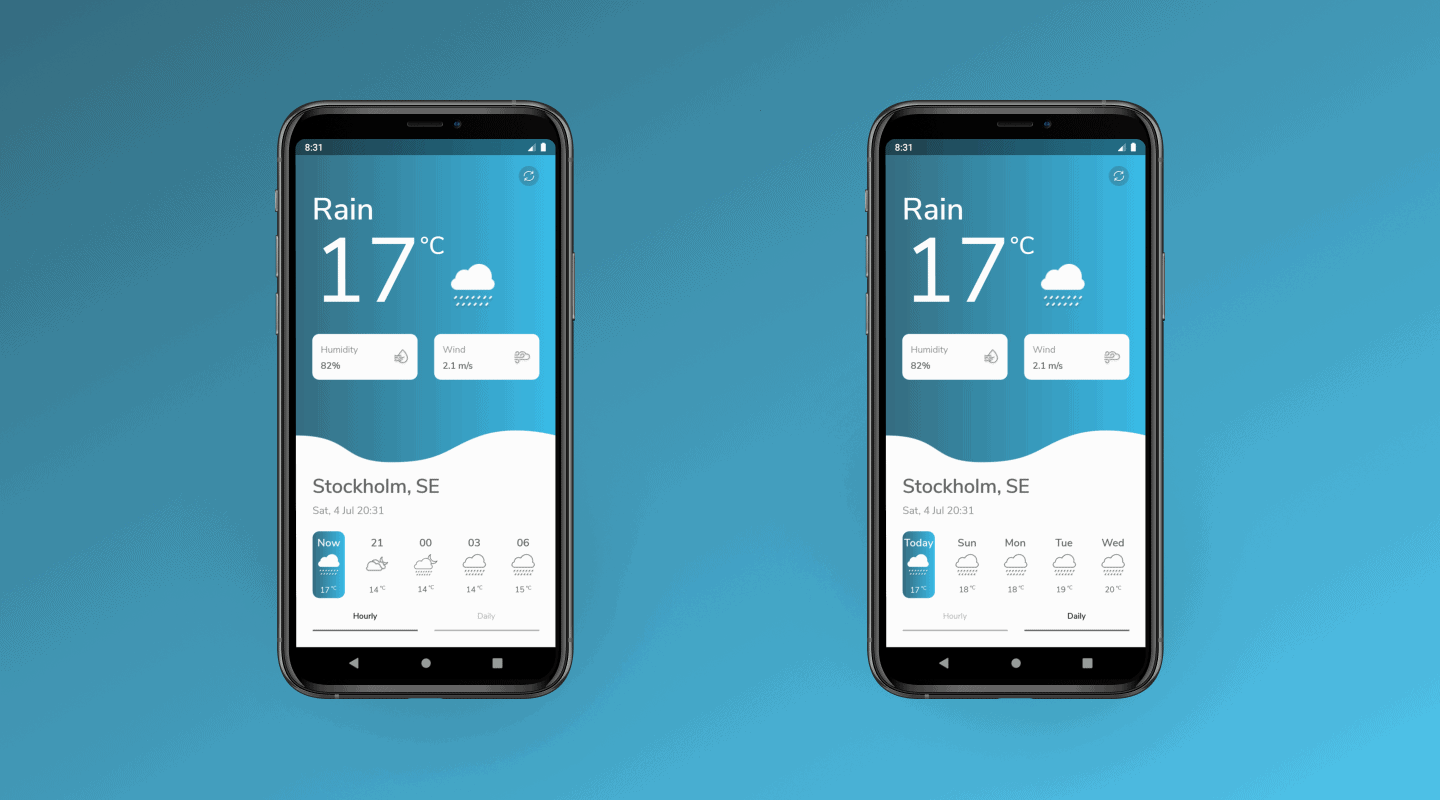 8:31
Rain
17 °C
Humidity Wind
82% 2.1 m/s
Stockholm, SE
Sat, 4 Jul 20:31
Now 21 00 03 06
17 °C 14 °C 14 °C 14 °C 15 °C
Hourly Daily
8:31
Rain
17 °C
Humidity Wind
82% 2.1 m/s
Stockholm, SE
Sat, 4 Jul 20:31
Today Sun Mon Tue Wed
17 °C 18 °C 18 °C 19 °C 20 °C
Hourly Daily